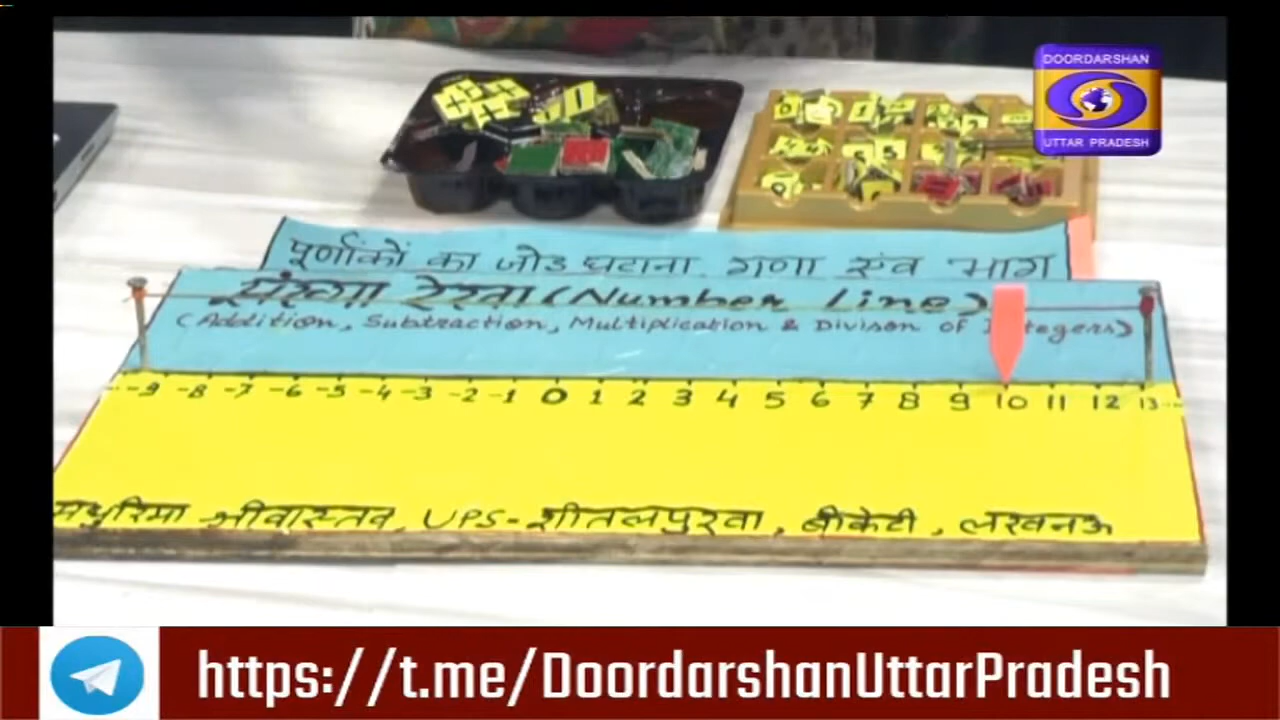 DOORDARSHAN
UTTAR PRADESH
पूर्णांकों का जोड घटाना गुणा एंव भाग
संख्या रेखा (Number Line)
(Addition, Subtraction, Multiplication & Divison of Integers)
-9 -8 -7 -6 -5 -4 -3 -2 -1 0 1 2 3 4 5 6 7 8 9 10 11 12 13
मधुरिमा श्रीवास्तव, UPS-शीतलपुरवा, बीकेटी, लखनऊ
https://t.me/DoordarshanUttarPradesh